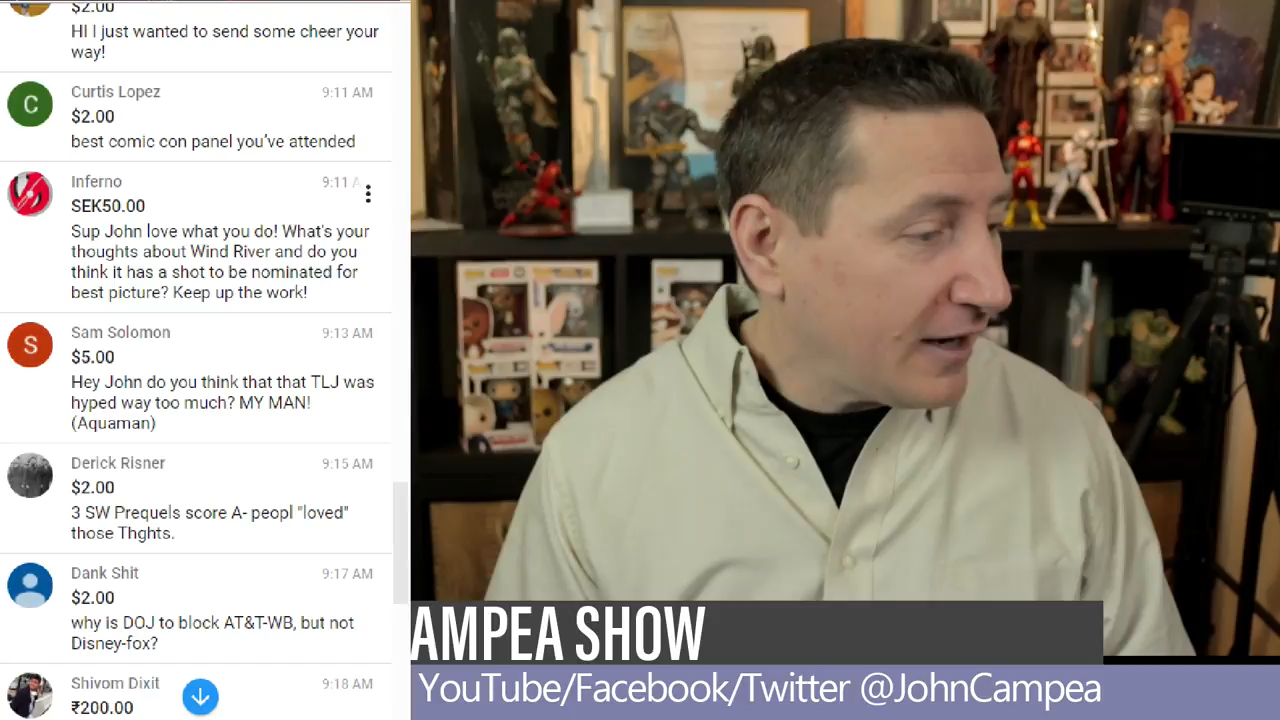 $2.00
HI I just wanted to send some cheer your
way!
C
Curtis Lopez
9:11 AM
$2.00
best comic con panel you've attended
Inferno
9:11 A
SEK50.00
Sup John love what you do! What's your
thoughts about Wind River and do you
think it has a shot to be nominated for
best picture? Keep up the work!
S
Sam Solomon
9:13 AM
$5.00
Hey John do you think that that TLJ was
hyped way too much? MY MAN!
(Aquaman)
Derick Risner
9:15 AM
$2.00
3 SW Prequels score A- peopl "loved"
those Thghts.
Dank Shit
9:17 AM
$2.00
why is DOJ to block AT&T-WB, but not
Disney-fox?
Shivom Dixit
9:18 AM
₹200.00
AMPEA SHOW
YouTube/Facebook/Twitter @JohnCampea